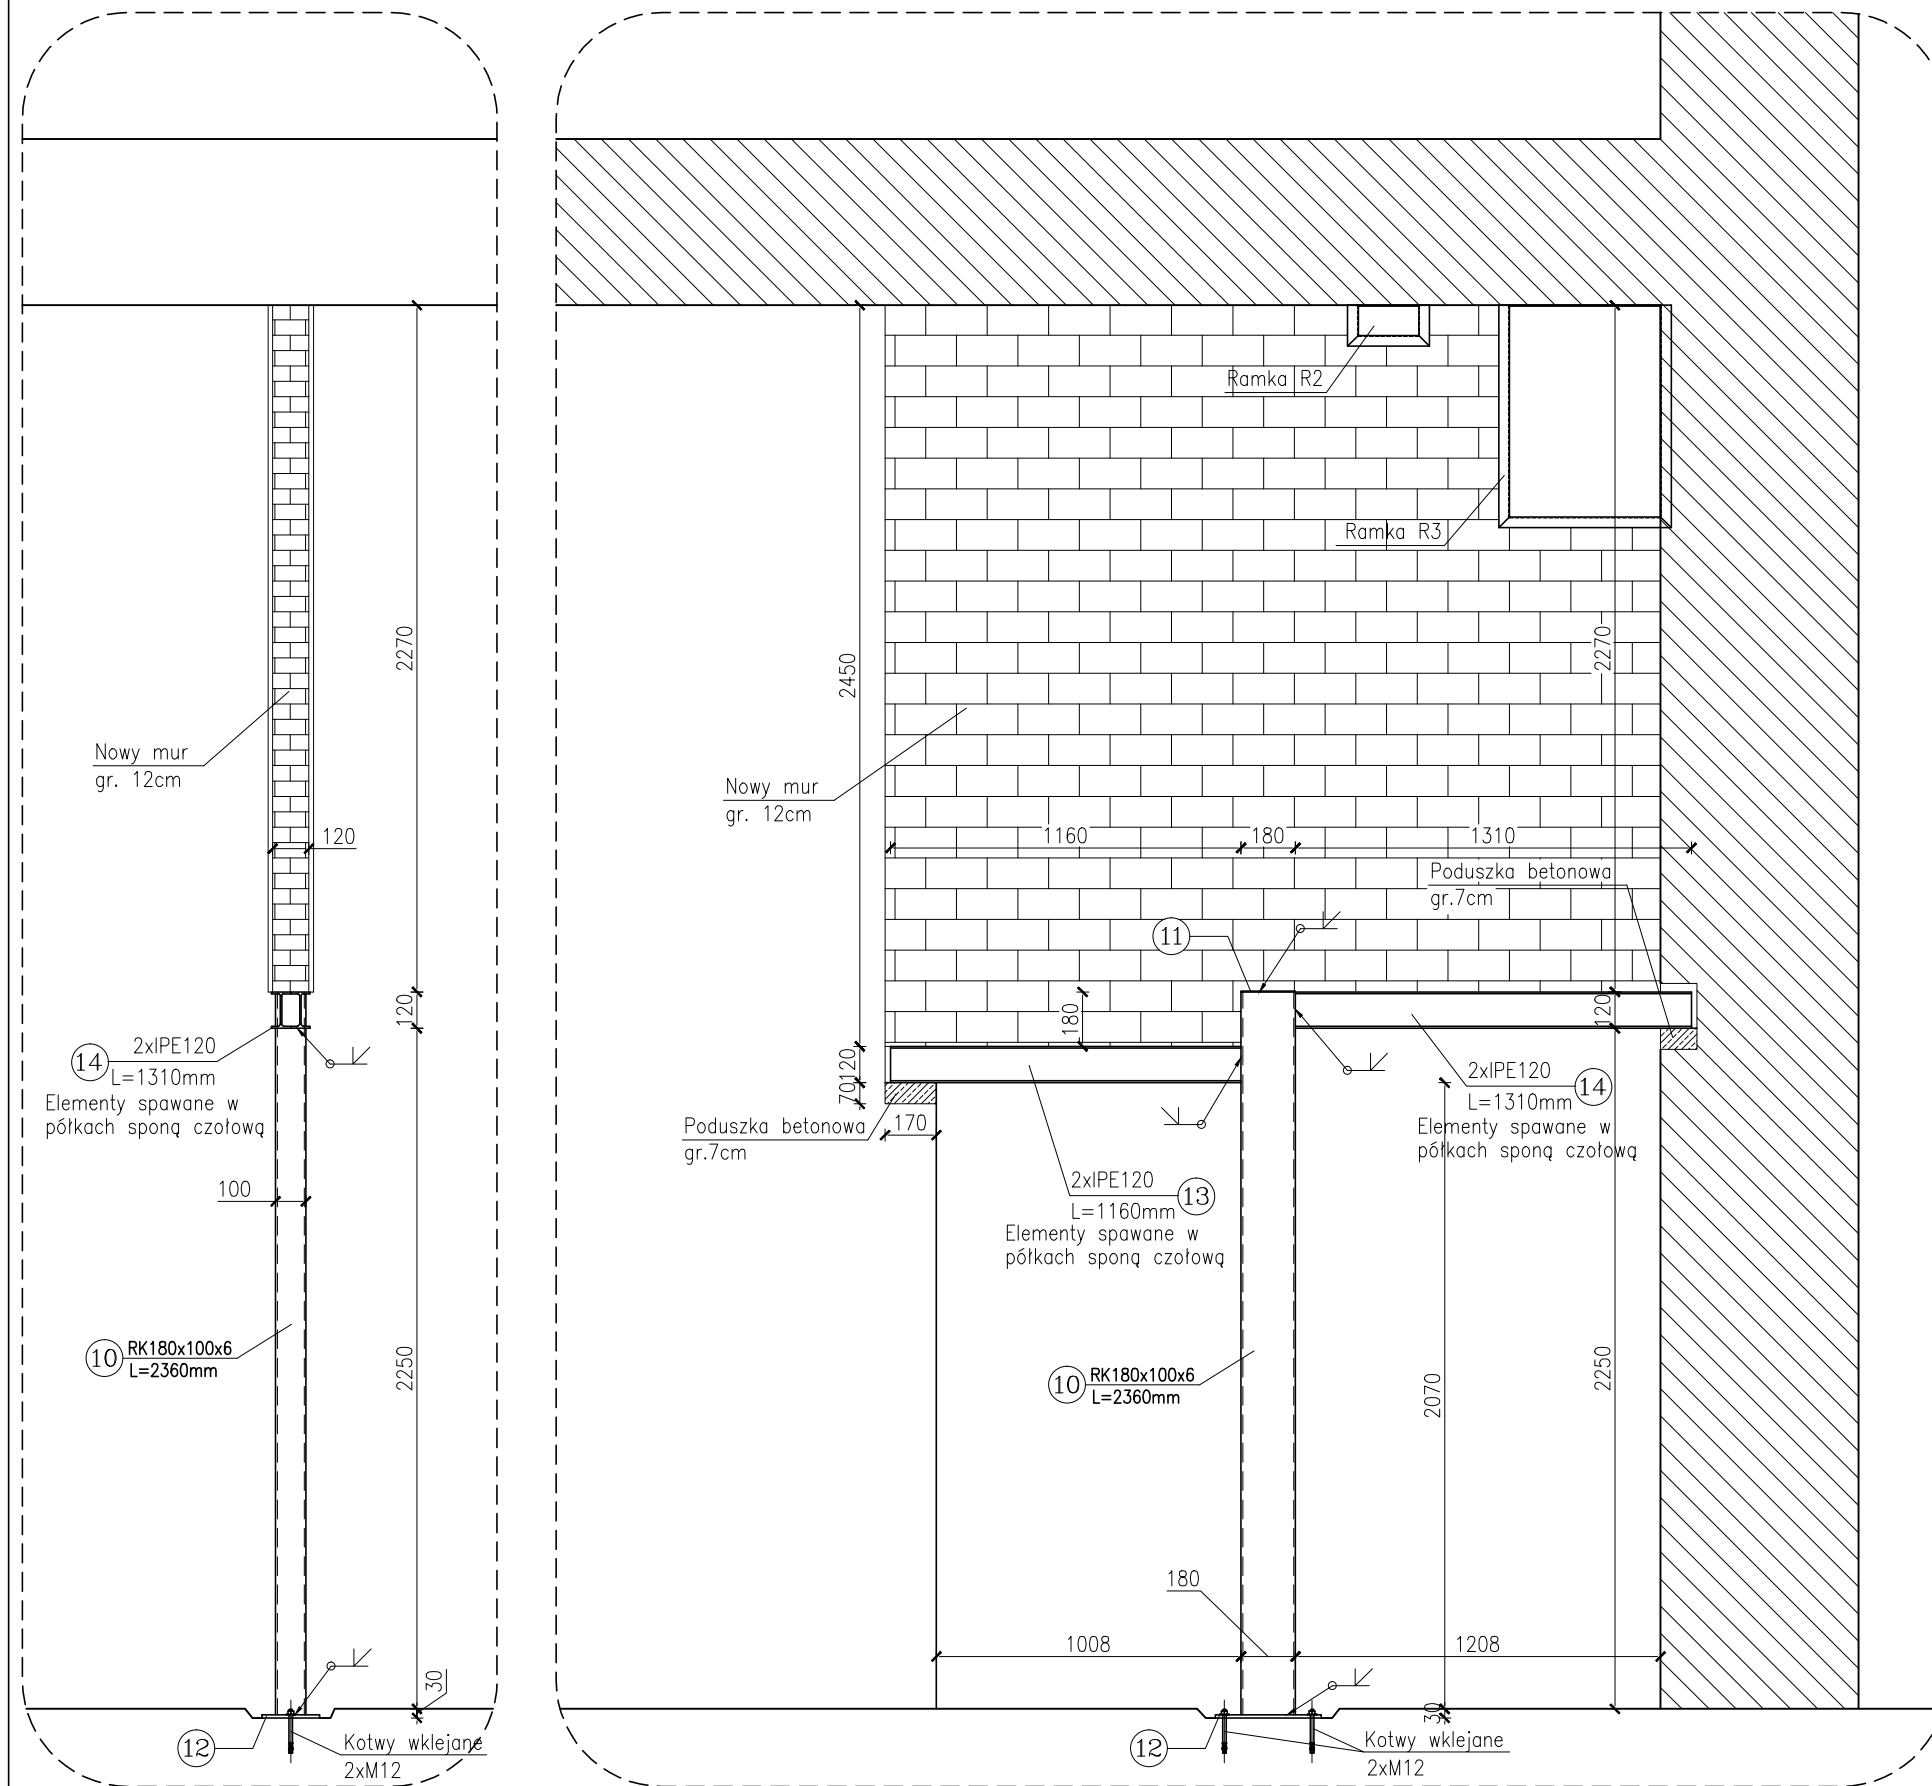 2270
Nowy mur
gr. 12cm
120
120
14
2xIPE120
L=1310mm
Elementy spawane w
półkach sponą czołową
100
10
RK180x100x6
L=2360mm
2250
30
12
Kotwy wklejane
2xM12
Ramka R2
Ramka R3
2450
2270
Nowy mur
gr. 12cm
1160
180
1310
Poduszka betonowa
gr.7cm
11
180
120
120
70
170
Poduszka betonowa
gr.7cm
2xIPE120
14
L=1310mm
Elementy spawane w
półkach sponą czołową
2xIPE120
13
L=1160mm
Elementy spawane w
półkach sponą czołową
10
RK180x100x6
L=2360mm
2070
2250
180
1008
1208
30
12
Kotwy wklejane
2xM12